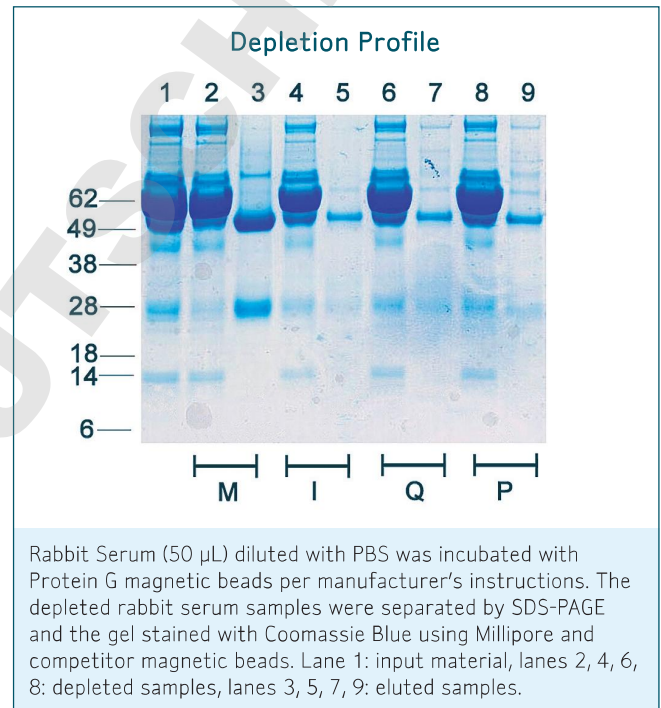 Depletion Profile
1 2 3 4 5 6 7 8 9
62
49
38
28
18
14
6
M I Q P
Rabbit Serum (50 µL) diluted with PBS was incubated with
Protein G magnetic beads per manufacturer's instructions. The
depleted rabbit serum samples were separated by SDS-PAGE
and the gel stained with Coomassie Blue using Millipore and
competitor magnetic beads. Lane 1: input material, lanes 2, 4, 6,
8: depleted samples, lanes 3, 5, 7, 9: eluted samples.